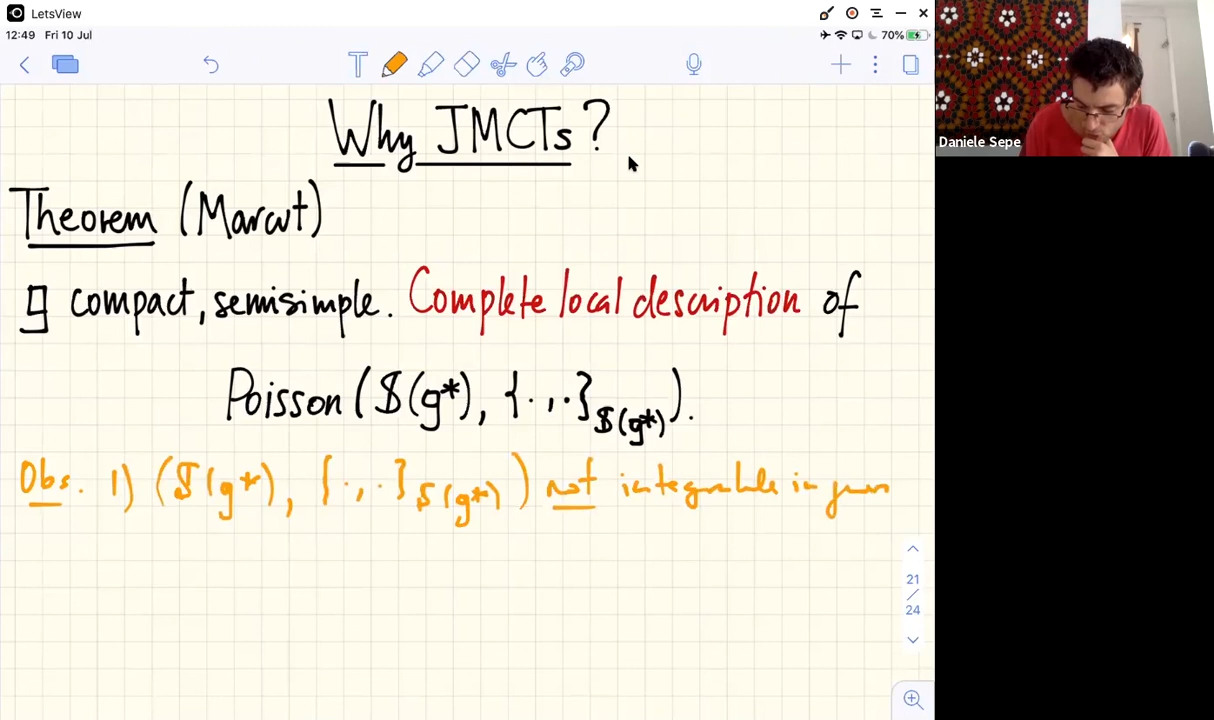 LetsView
12:49 Fri 10 Jul
70%
Why JMCTs?
Theorem (Marcut)
𝔤 compact, semisimple. Complete local description of
Poisson($(g*), {·,·}$(g*)).
Obs. 1) ($(g*), {·,·}$(g*)) not integrable in
21
/
24
Daniele Sepe